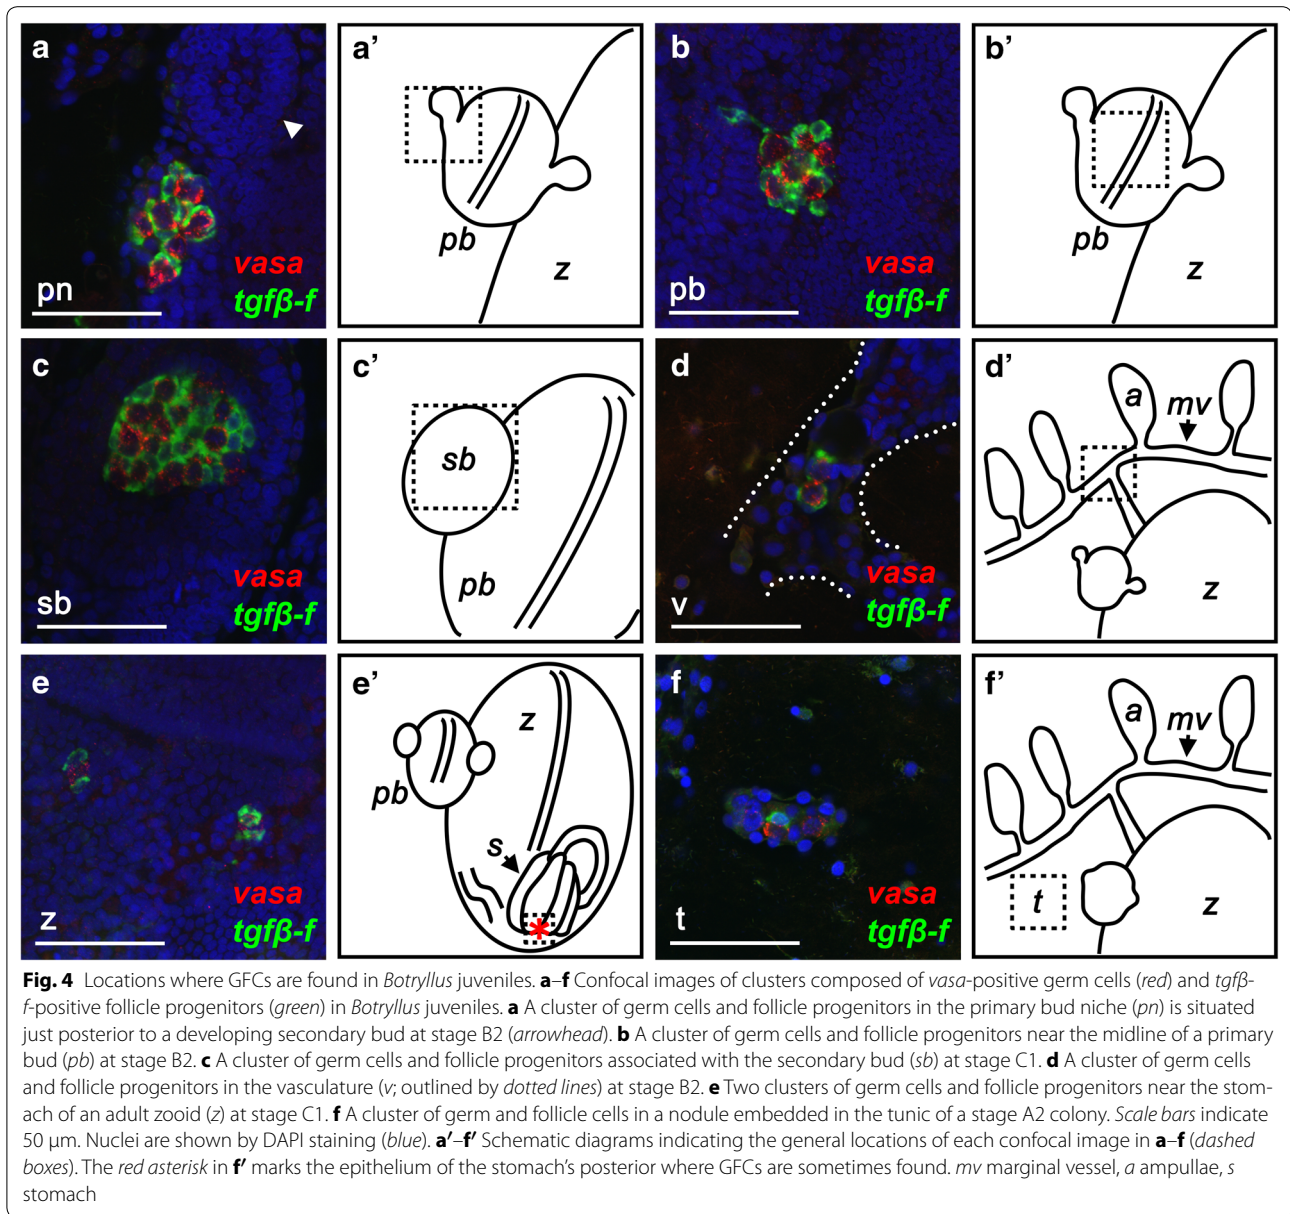 a
a’
b
b’
pn
vasa
tgfβ-f
pb
z
pb
vasa
tgfβ-f
pb
z
c
c’
d
d’
sb
vasa
tgfβ-f
sb
pb
v
vasa
tgfβ-f
a
mv
z
e
e’
f
f’
z
vasa
tgfβ-f
z
pb
s
*
t
vasa
tgfβ-f
a
mv
t
z
Fig. 4 Locations where GFCs are found in Botryllus juveniles. a–f Confocal images of clusters composed of vasa-positive germ cells (red) and tgfβ-
f-positive follicle progenitors (green) in Botryllus juveniles. a A cluster of germ cells and follicle progenitors in the primary bud niche (pn) is situated
just posterior to a developing secondary bud at stage B2 (arrowhead). b A cluster of germ cells and follicle progenitors near the midline of a primary
bud (pb) at stage B2. c A cluster of germ cells and follicle progenitors associated with the secondary bud (sb) at stage C1. d A cluster of germ cells
and follicle progenitors in the vasculature (v; outlined by dotted lines) at stage B2. e Two clusters of germ cells and follicle progenitors near the stom-
ach of an adult zooid (z) at stage C1. f A cluster of germ and follicle cells in a nodule embedded in the tunic of a stage A2 colony. Scale bars indicate
50 μm. Nuclei are shown by DAPI staining (blue). a′–f′ Schematic diagrams indicating the general locations of each confocal image in a–f (dashed
boxes). The red asterisk in f′ marks the epithelium of the stomach’s posterior where GFCs are sometimes found. mv marginal vessel, a ampullae, s
stomach